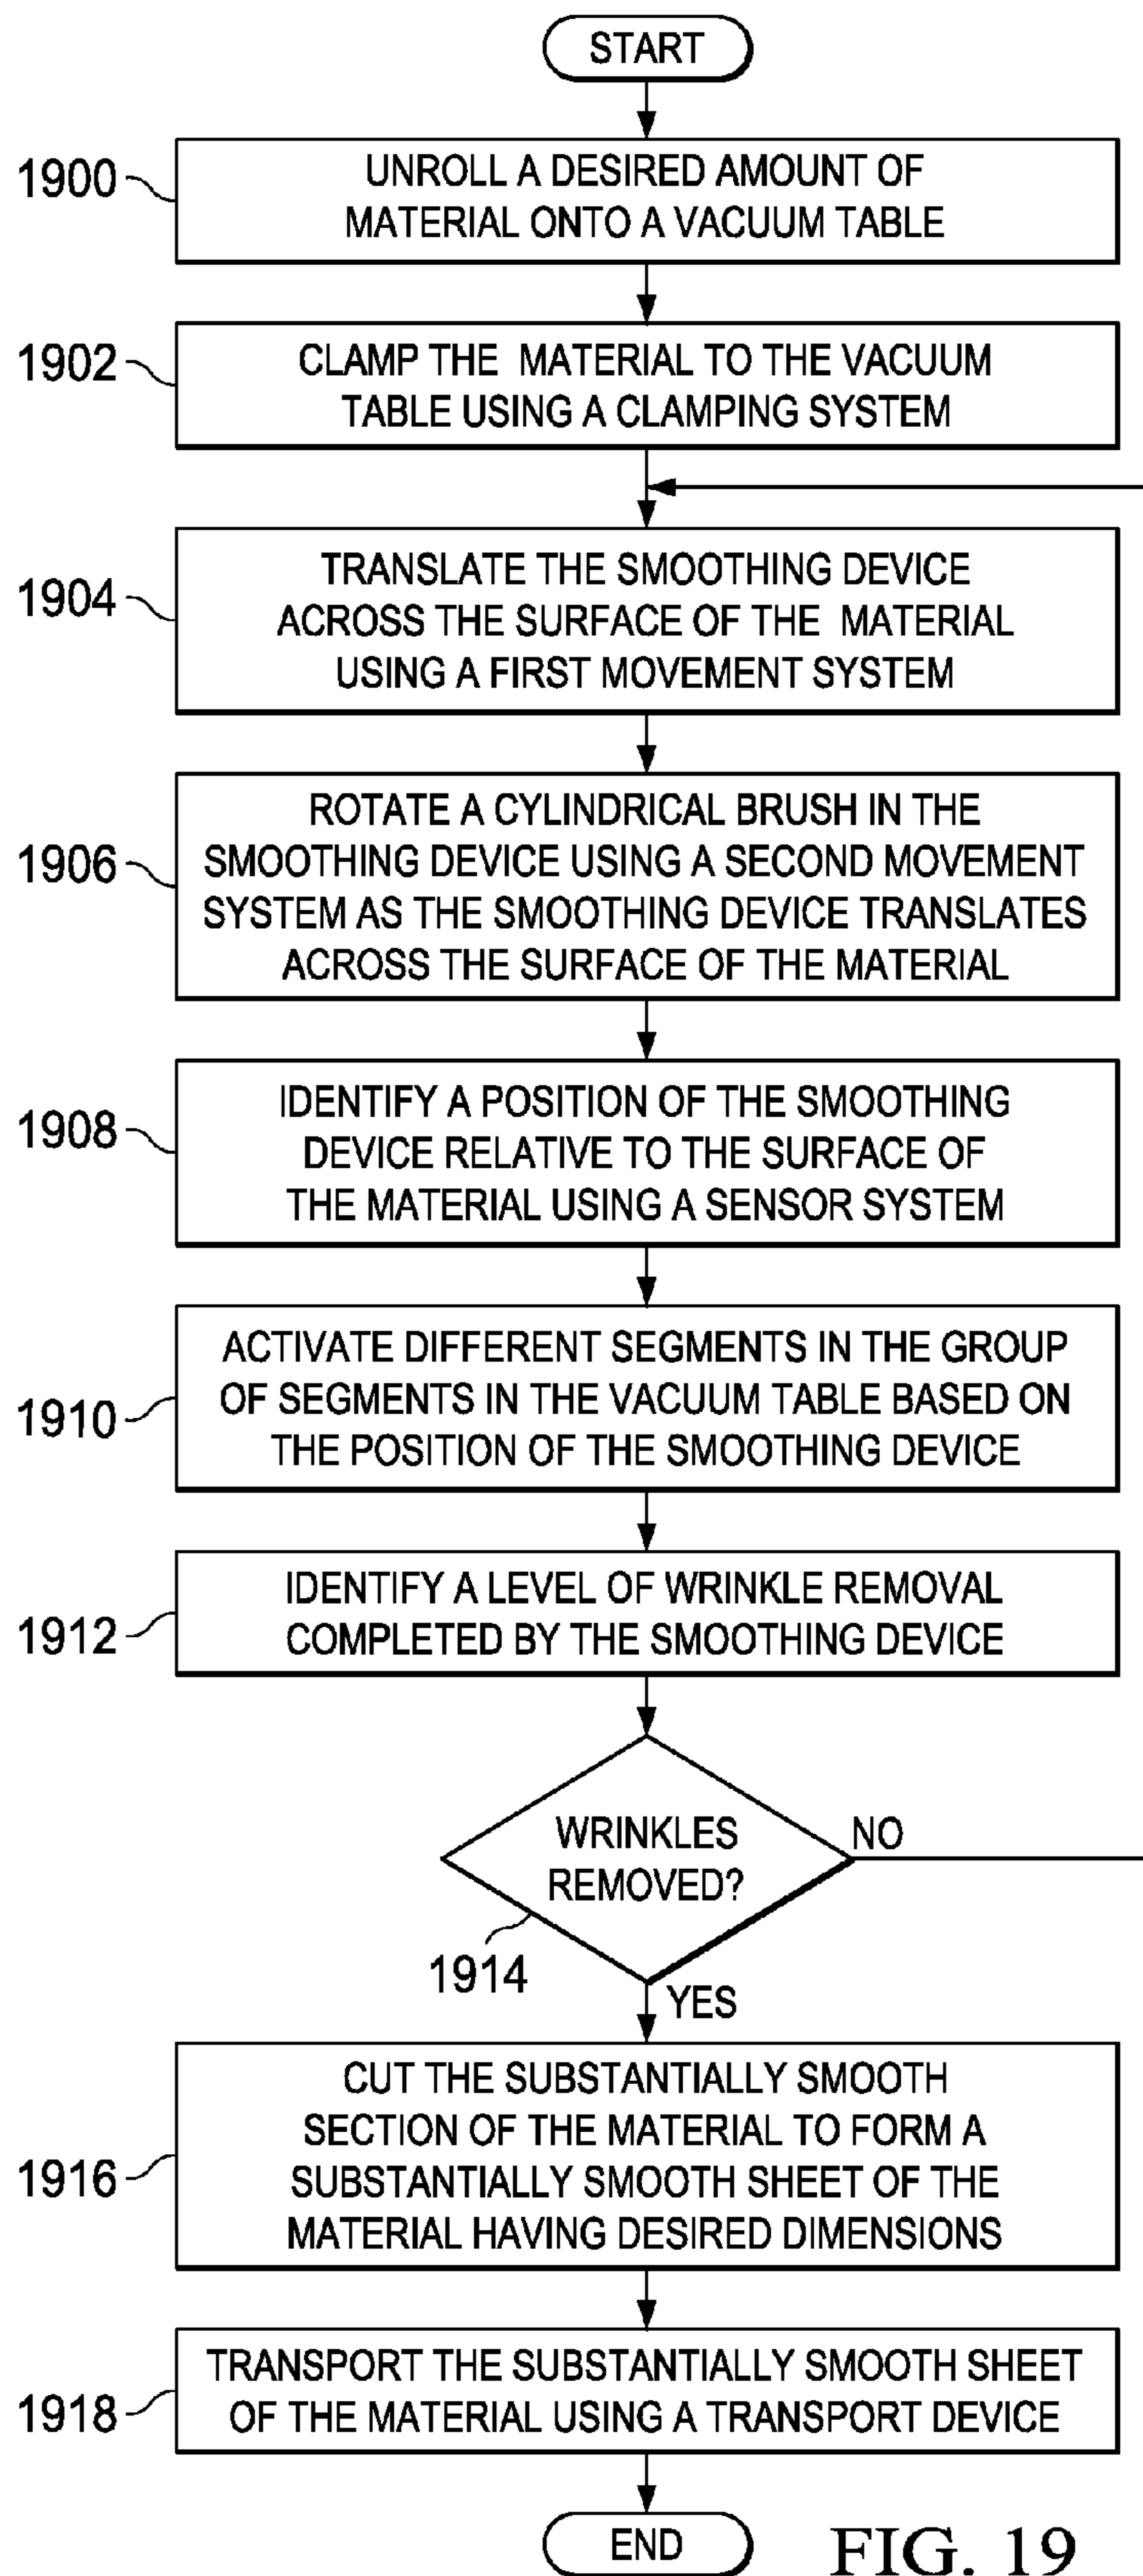 START
1900
UNROLL A DESIRED AMOUNT OF
MATERIAL ONTO A VACUUM TABLE
1902
CLAMP THE MATERIAL TO THE VACUUM
TABLE USING A CLAMPING SYSTEM
1904
TRANSLATE THE SMOOTHING DEVICE
ACROSS THE SURFACE OF THE MATERIAL
USING A FIRST MOVEMENT SYSTEM
1906
ROTATE A CYLINDRICAL BRUSH IN THE
SMOOTHING DEVICE USING A SECOND MOVEMENT
SYSTEM AS THE SMOOTHING DEVICE TRANSLATES
ACROSS THE SURFACE OF THE MATERIAL
1908
IDENTIFY A POSITION OF THE SMOOTHING
DEVICE RELATIVE TO THE SURFACE OF
THE MATERIAL USING A SENSOR SYSTEM
1910
ACTIVATE DIFFERENT SEGMENTS IN THE GROUP
OF SEGMENTS IN THE VACUUM TABLE BASED ON
THE POSITION OF THE SMOOTHING DEVICE
1912
IDENTIFY A LEVEL OF WRINKLE REMOVAL
COMPLETED BY THE SMOOTHING DEVICE
WRINKLES
REMOVED?
NO
1914
YES
1916
CUT THE SUBSTANTIALLY SMOOTH
SECTION OF THE MATERIAL TO FORM A
SUBSTANTIALLY SMOOTH SHEET OF THE
MATERIAL HAVING DESIRED DIMENSIONS
1918
TRANSPORT THE SUBSTANTIALLY SMOOTH SHEET
OF THE MATERIAL USING A TRANSPORT DEVICE
END
FIG. 19